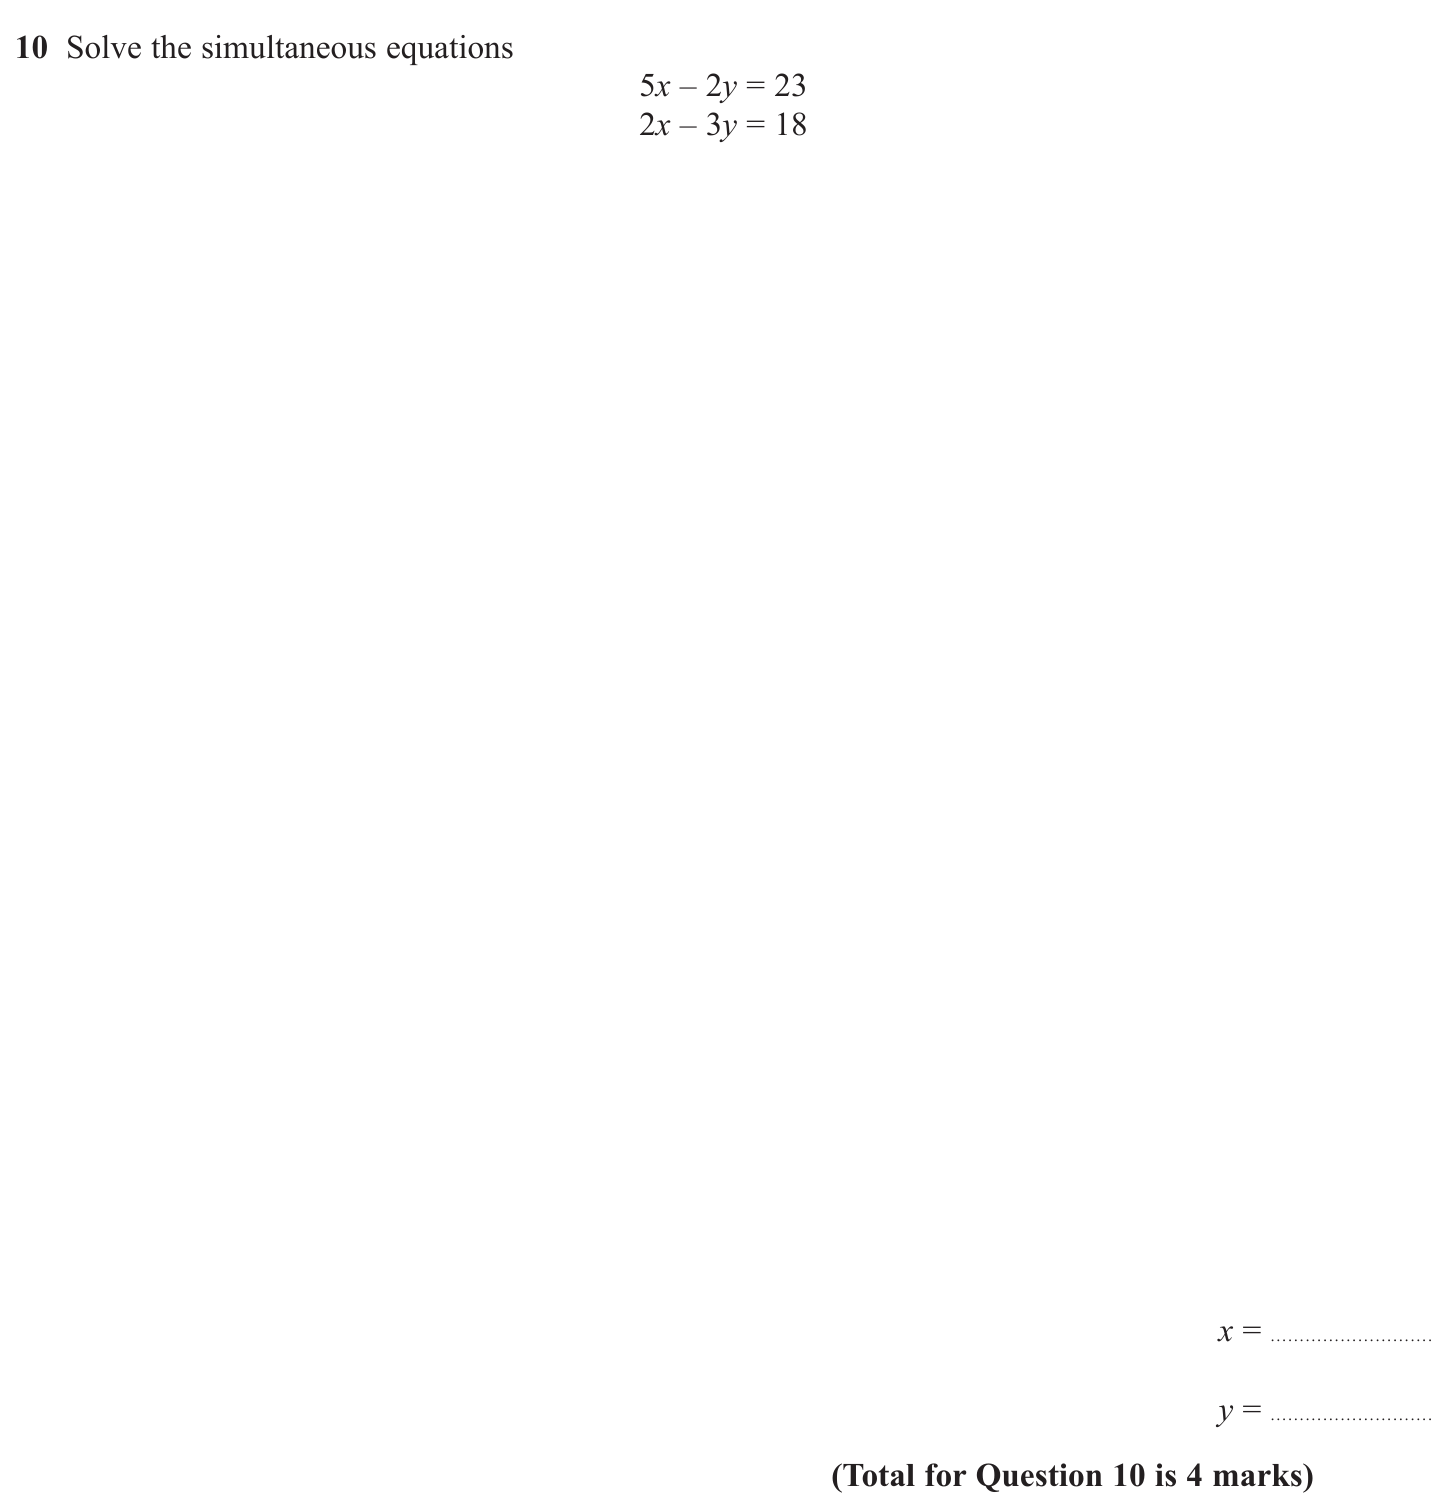 10 Solve the simultaneous equations
5x – 2y = 23
2x – 3y = 18
x = ............................
y = ............................
(Total for Question 10 is 4 marks)